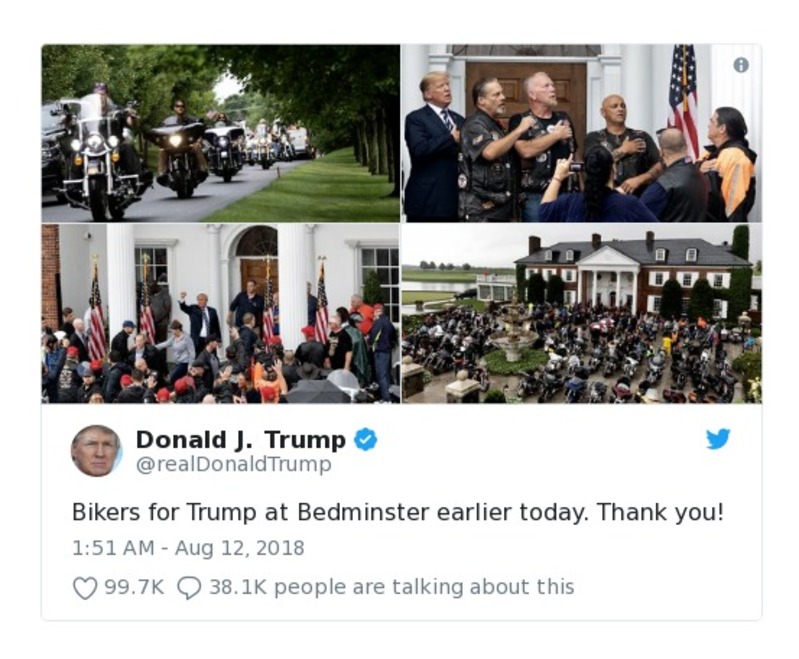 Donald J. Trump
@realDonaldTrump
Bikers for Trump at Bedminster earlier today. Thank you!
1:51 AM - Aug 12, 2018
99.7K 38.1K people are talking about this